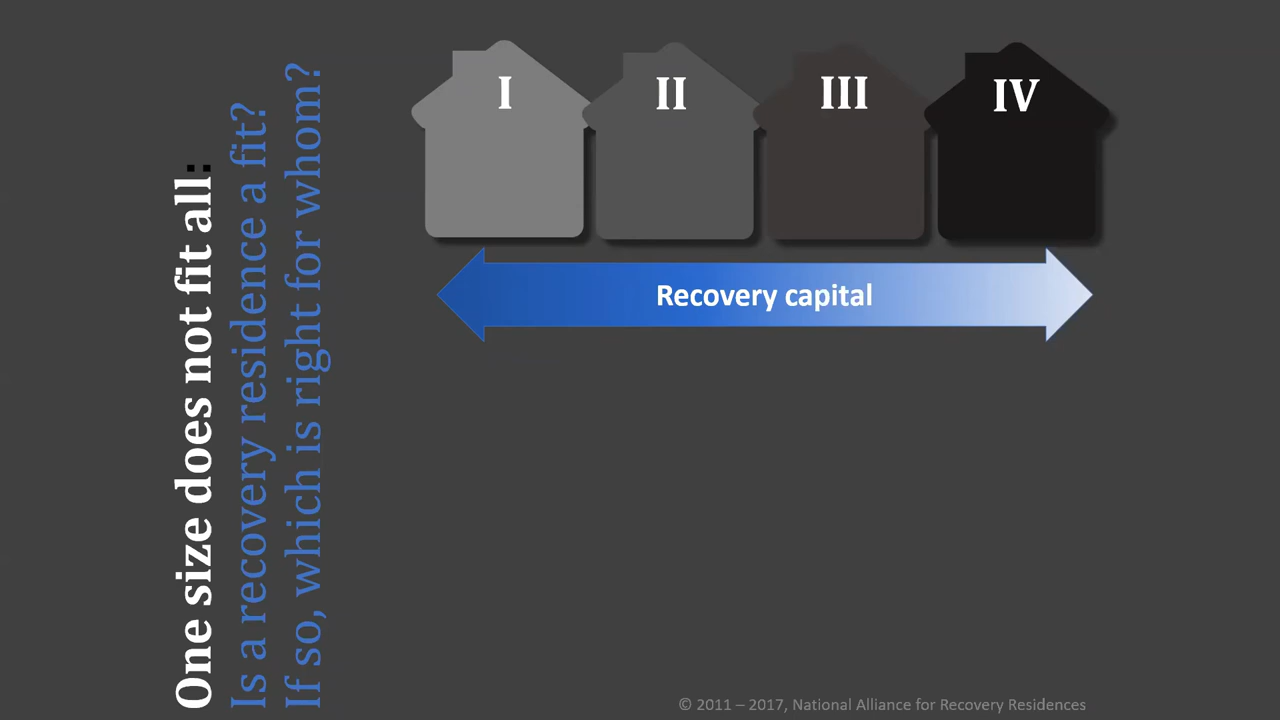 One size does not fit all:
Is a recovery residence a fit?
If so, which is right for whom?
I
II
III
IV
Recovery capital
© 2011 – 2017, National Alliance for Recovery Residences